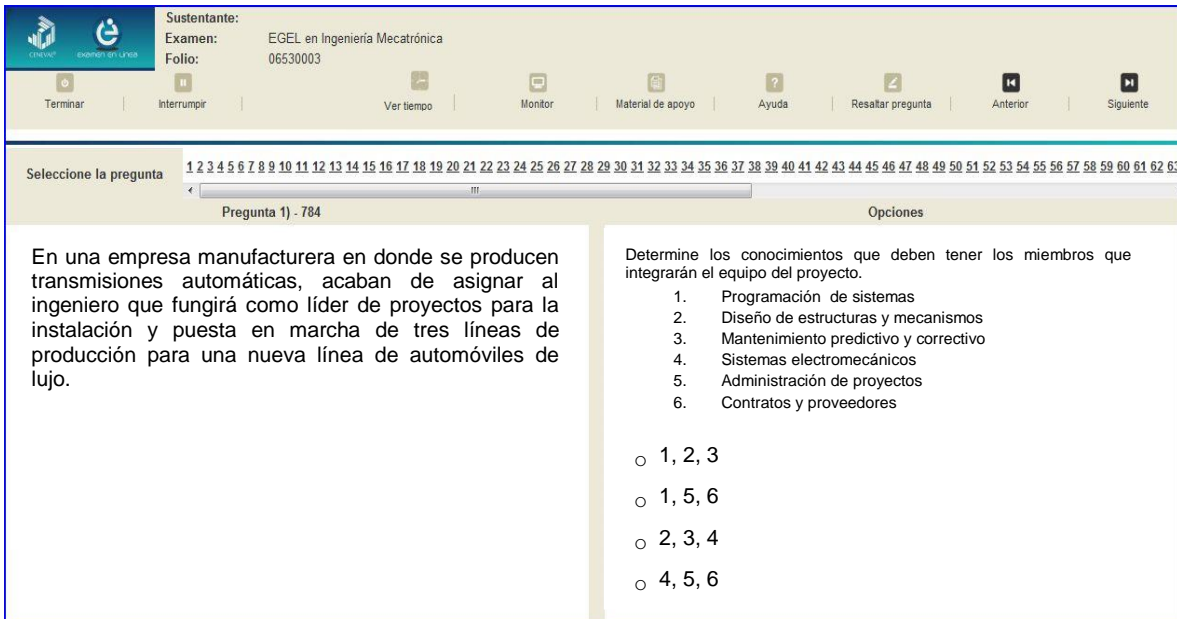 Sustentante:
Examen: EGEL en Ingeniería Mecatrónica
Folio: 06530003
CENEVAL
examen en línea
Terminar
Interrumpir
Ver tiempo
Monitor
Material de apoyo
Ayuda
Resaltar pregunta
Anterior
Siguiente
Seleccione la pregunta
1 2 3 4 5 6 7 8 9 10 11 12 13 14 15 16 17 18 19 20 21 22 23 24 25 26 27 28 29 30 31 32 33 34 35 36 37 38 39 40 41 42 43 44 45 46 47 48 49 50 51 52 53 54 55 56 57 58 59 60 61 62 63
Pregunta 1) - 784
En una empresa manufacturera en donde se producen
transmisiones automáticas, acaban de asignar al
ingeniero que fungirá como líder de proyectos para la
instalación y puesta en marcha de tres líneas de
producción para una nueva línea de automóviles de
lujo.
Opciones
Determine los conocimientos que deben tener los miembros que
integrarán el equipo del proyecto.
1. Programación de sistemas
2. Diseño de estructuras y mecanismos
3. Mantenimiento predictivo y correctivo
4. Sistemas electromecánicos
5. Administración de proyectos
6. Contratos y proveedores
1, 2, 3
1, 5, 6
2, 3, 4
4, 5, 6